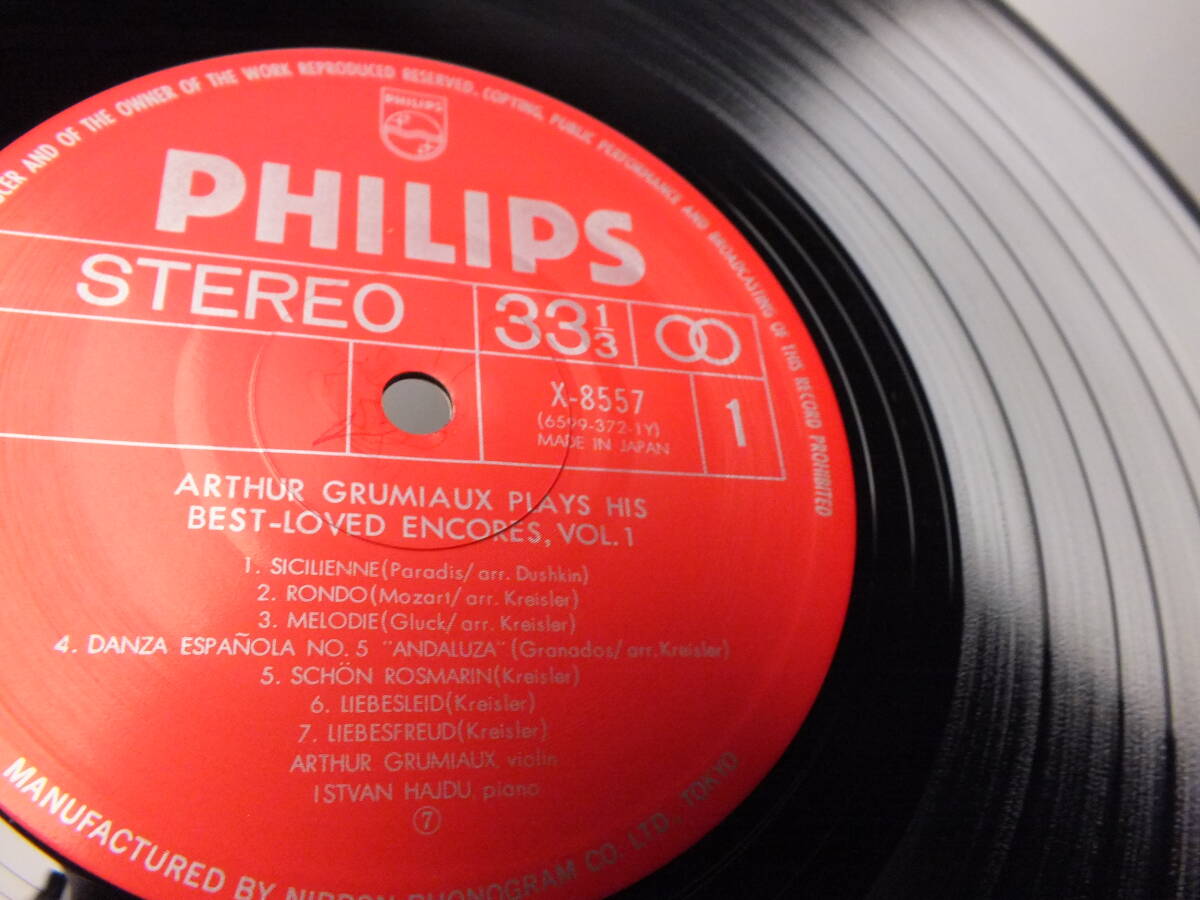 CER AND OF THE OWNER OF THE WORK REPRODUCED RESERVED. COPYING, PUBLIC PERFORMANCE AND BROADCASTING OF THIS RECORD PROHIBITED
PHILIPS
PHILIPS
STEREO
33 1/3
X-8557
(6599-372-1Y)
MADE IN JAPAN
1
ARTHUR GRUMIAUX PLAYS HIS
BEST-LOVED ENCORES, VOL.1
1. SICILIENNE(Paradis/arr. Dushkin)
2. RONDO(Mozart/arr. Kreisler)
3. MELODIE(Gluck/arr. Kreisler)
4. DANZA ESPAÑOLA NO. 5 "ANDALUZA"(Granados/arr.Kreisler)
5. SCHÖN ROSMARIN(Kreisler)
6. LIEBESLEID(Kreisler)
7. LIEBESFREUD(Kreisler)
ARTHUR GRUMIAUX, violin
ISTVAN HAJDU, piano
⑦
MANUFACTURED BY NIPPON PHONOGRAM CO. LTD., TOKYO